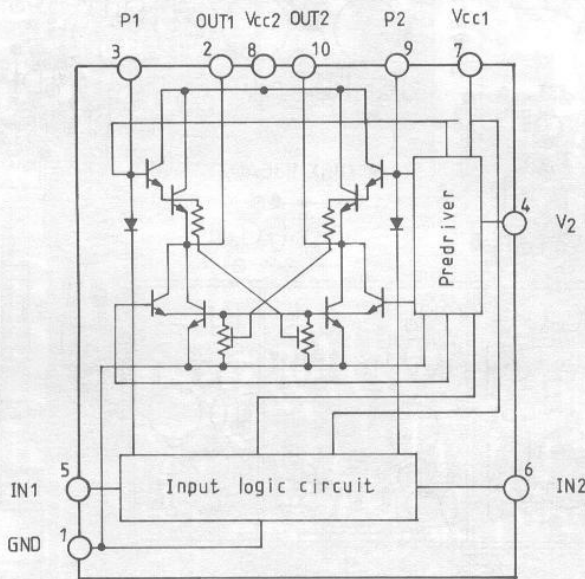 P1 OUT1 Vcc2 OUT2 P2 Vcc1
3 2 8 10 9 7
4
V2
Predriver
5 6
IN1 Input logic circuit IN2
1
GND